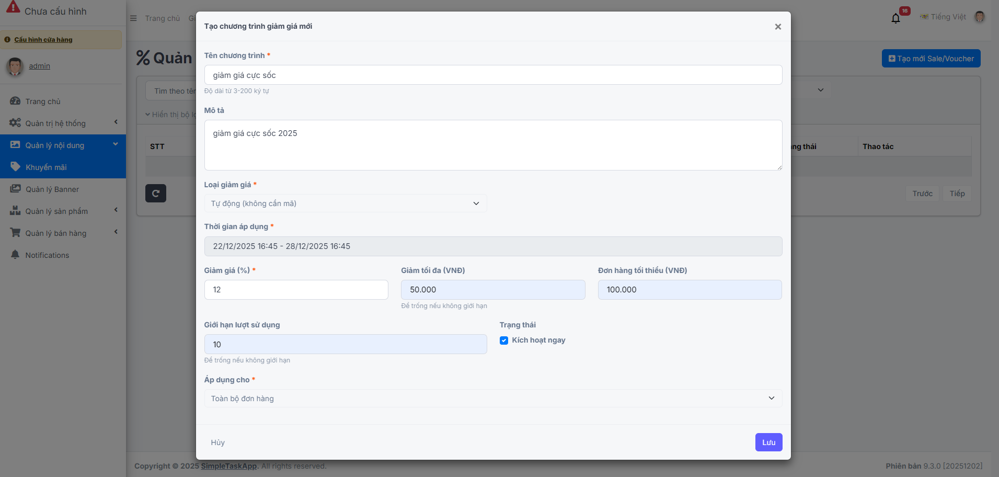 Chưa cấu hình
Cấu hình cửa hàng
admin
Trang chủ
Quản trị hệ thống
Quản lý nội dung
Khuyến mãi
Quản lý Banner
Quản lý sản phẩm
Quản lý bán hàng
Notifications
Trang chủ
16
Tiếng Việt
% Quản
Tạo mới Sale/Voucher
Tìm theo tên
Hiển thị bộ
STT
Thao tác
Trước
Tiếp
Tạo chương trình giảm giá mới
×
Tên chương trình *
giảm giá cực sốc
Độ dài từ 3-200 ký tự
Mô tả
giảm giá cực sốc 2025
Loại giảm giá *
Tự động (không cần mã)
Thời gian áp dụng *
22/12/2025 16:45 - 28/12/2025 16:45
Giảm giá (%) *
12
Giảm tối đa (VNĐ)
50.000
Để trống nếu không giới hạn
Đơn hàng tối thiểu (VNĐ)
100.000
Giới hạn lượt sử dụng
10
Để trống nếu không giới hạn
Trạng thái
Kích hoạt ngay
Áp dụng cho *
Toàn bộ đơn hàng
Hủy
Lưu
Copyright © 2025 SimpleTaskApp. All rights reserved.
Phiên bản 9.3.0 [20251202]